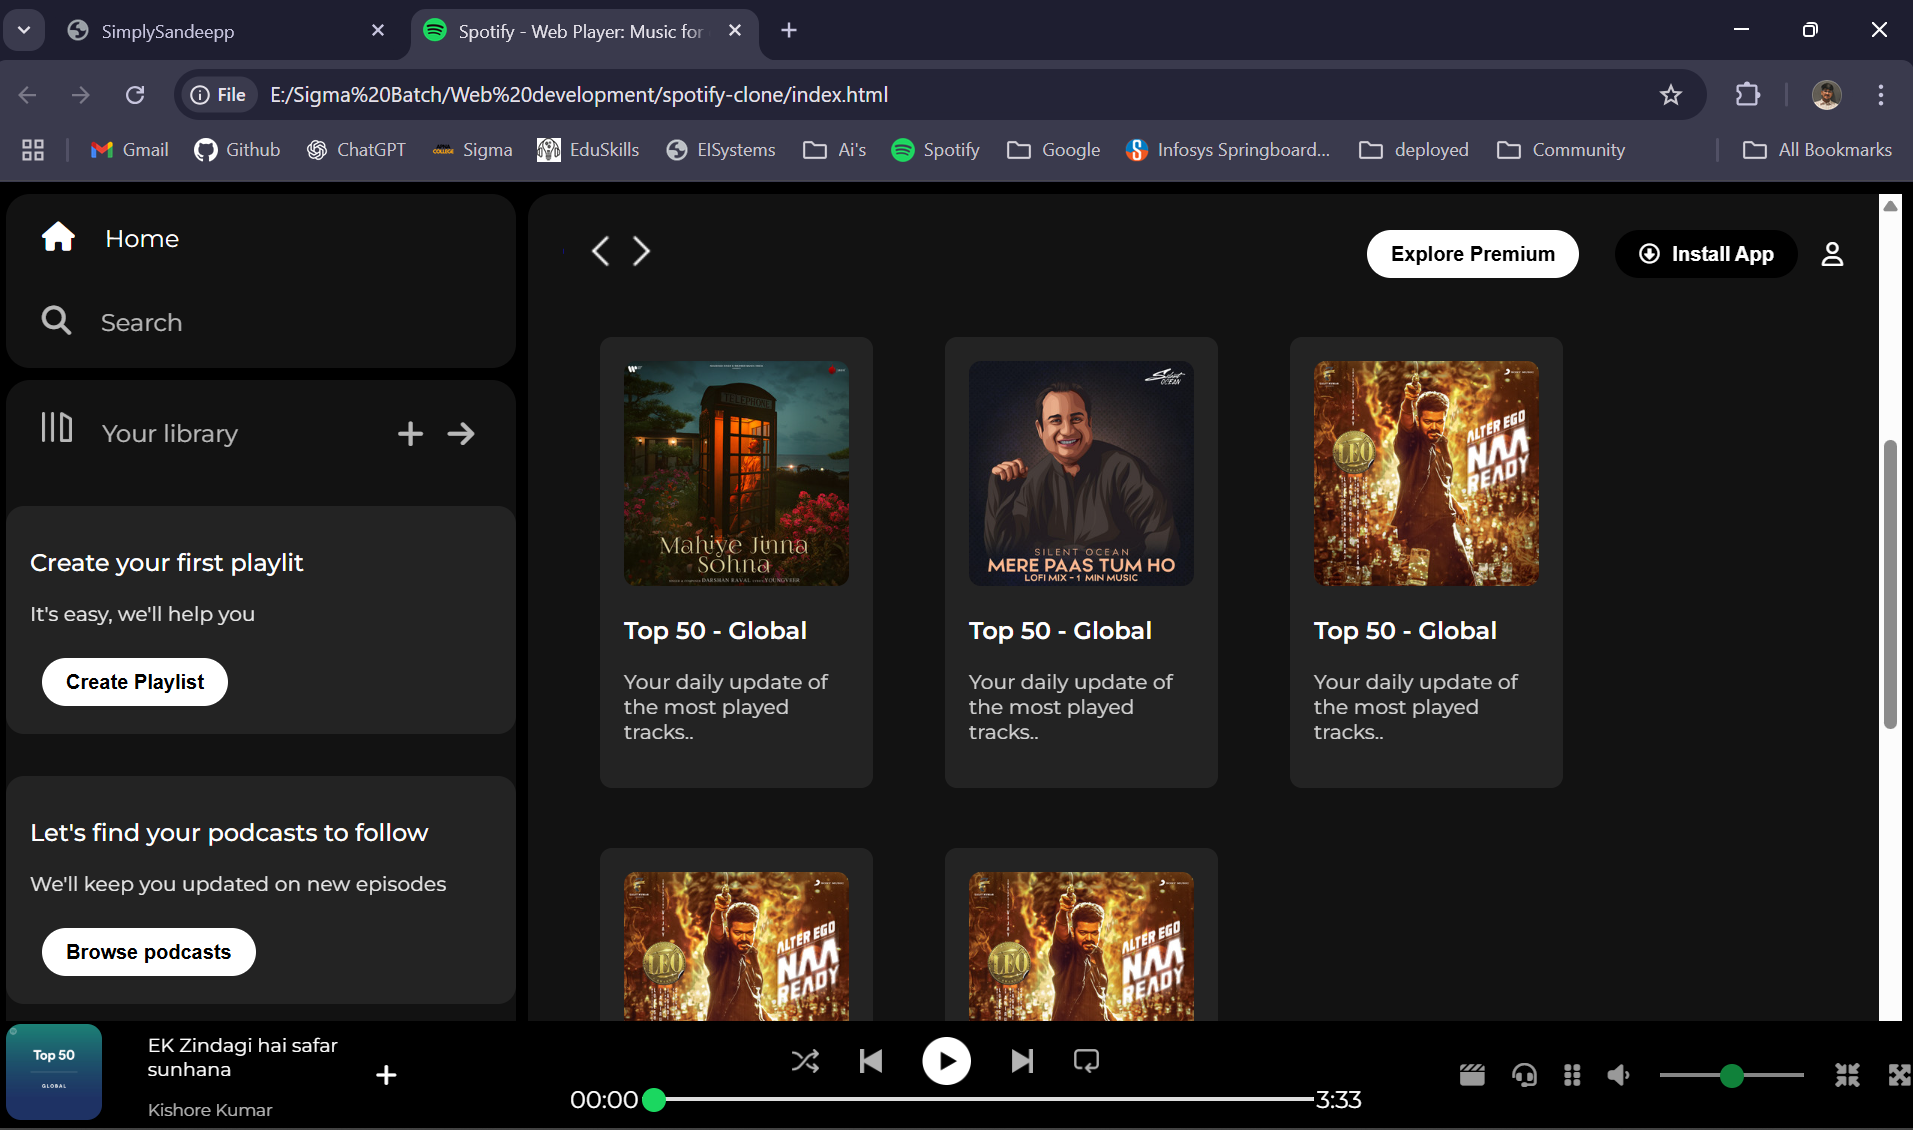 SimplySandeepp
Spotify - Web Player: Music for
File
E:/Sigma%20Batch/Web%20development/spotify-clone/index.html
Gmail
Github
ChatGPT
Sigma
EduSkills
EISystems
Ai's
Spotify
Google
Infosys Springboard...
deployed
Community
All Bookmarks
Home
Search
Your library
Create your first playlit
It's easy, we'll help you
Create Playlist
Let's find your podcasts to follow
We'll keep you updated on new episodes
Browse podcasts
Explore Premium
Install App
TELEPHONE
Mahiye Jinna
Sohna
DARSHAN RAVAL
YOUNGVEER
Top 50 - Global
Your daily update of
the most played
tracks..
Silent
OCEAN
SILENT OCEAN
MERE PAAS TUM HO
LOFI MIX - 1 MIN MUSIC
Top 50 - Global
Your daily update of
the most played
tracks..
LEO
ALTER EGO
NAA
READY
Top 50 - Global
Your daily update of
the most played
tracks..
LEO
ALTER EGO
NAA
READY
LEO
ALTER EGO
NAA
READY
Top 50
GLOBAL
EK Zindagi hai safar
sunhana
Kishore Kumar
00:00
3:33